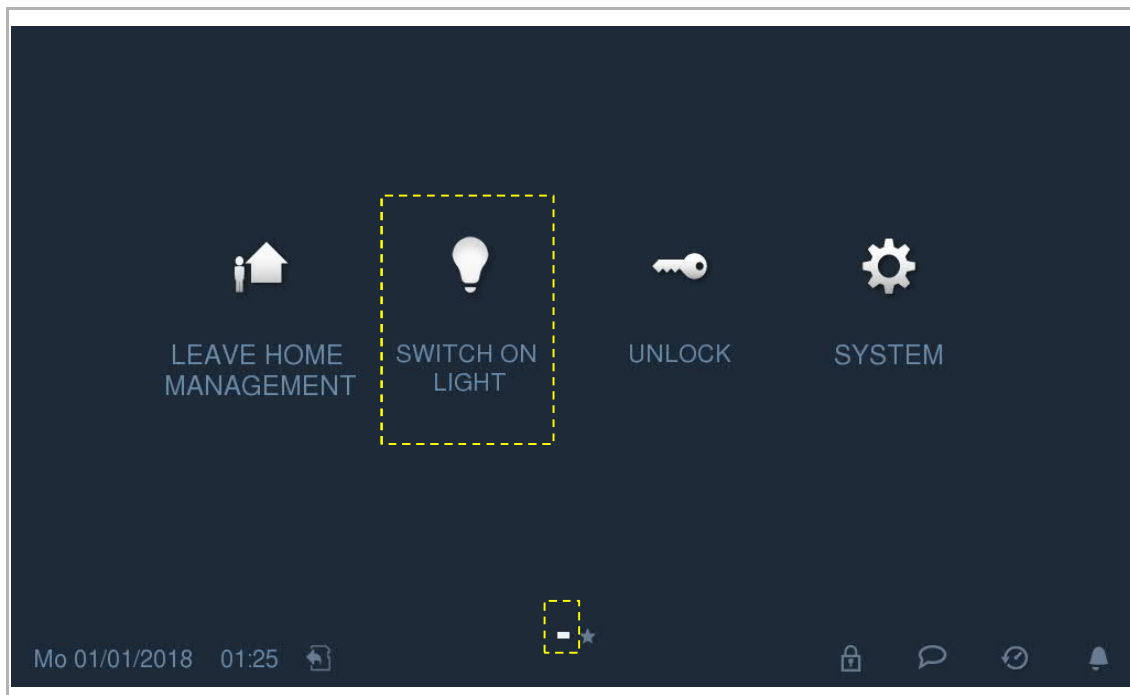 LEAVE HOME
MANAGEMENT
SWITCH ON
LIGHT
UNLOCK
SYSTEM
Mo 01/01/2018 01:25